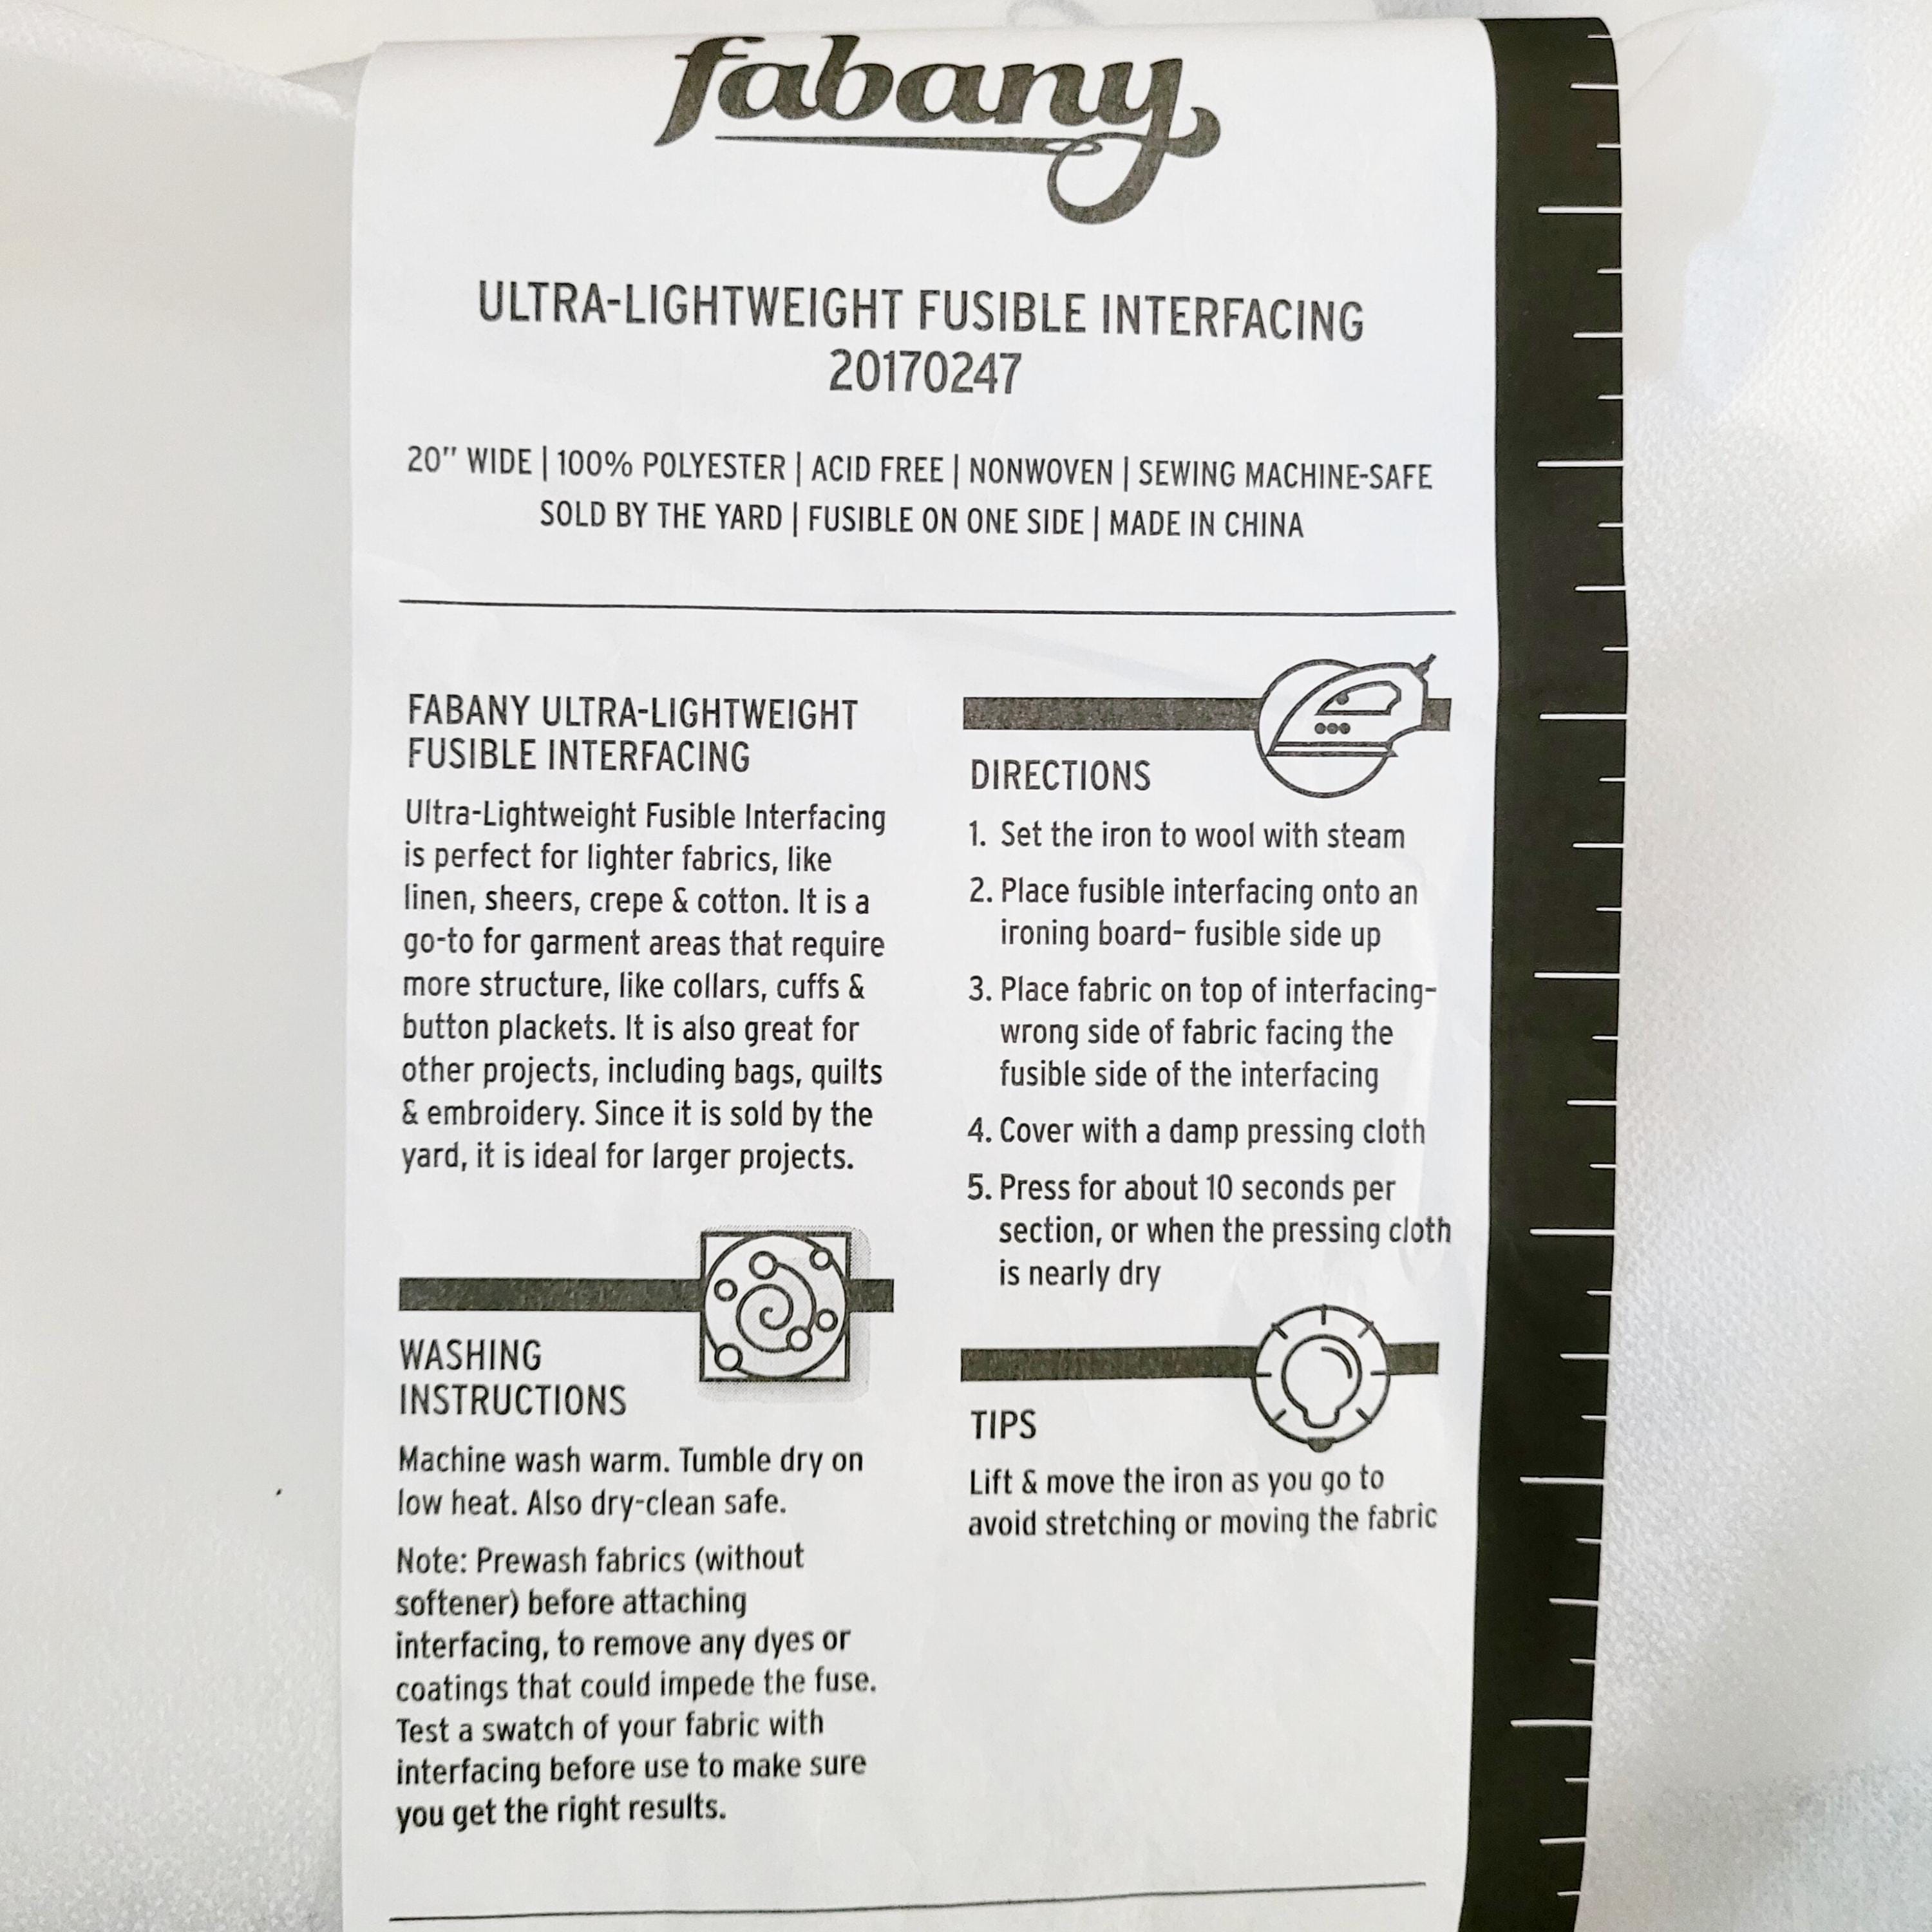 fabany
ULTRA-LIGHTWEIGHT FUSIBLE INTERFACING
20170247
20" WIDE | 100% POLYESTER | ACID FREE | NONWOVEN | SEWING MACHINE-SAFE
SOLD BY THE YARD | FUSIBLE ON ONE SIDE | MADE IN CHINA
FABANY ULTRA-LIGHTWEIGHT
FUSIBLE INTERFACING
Ultra-Lightweight Fusible Interfacing
is perfect for lighter fabrics, like
linen, sheers, crepe & cotton. It is a
go-to for garment areas that require
more structure, like collars, cuffs &
button plackets. It is also great for
other projects, including bags, quilts
& embroidery. Since it is sold by the
yard, it is ideal for larger projects.
WASHING
INSTRUCTIONS
Machine wash warm. Tumble dry on
low heat. Also dry-clean safe.
Note: Prewash fabrics (without
softener) before attaching
interfacing, to remove any dyes or
coatings that could impede the fuse.
Test a swatch of your fabric with
interfacing before use to make sure
you get the right results.
DIRECTIONS
1. Set the iron to wool with steam
2. Place fusible interfacing onto an
ironing board- fusible side up
3. Place fabric on top of interfacing-
wrong side of fabric facing the
fusible side of the interfacing
4. Cover with a damp pressing cloth
5. Press for about 10 seconds per
section, or when the pressing cloth
is nearly dry
TIPS
Lift & move the iron as you go to
avoid stretching or moving the fabric